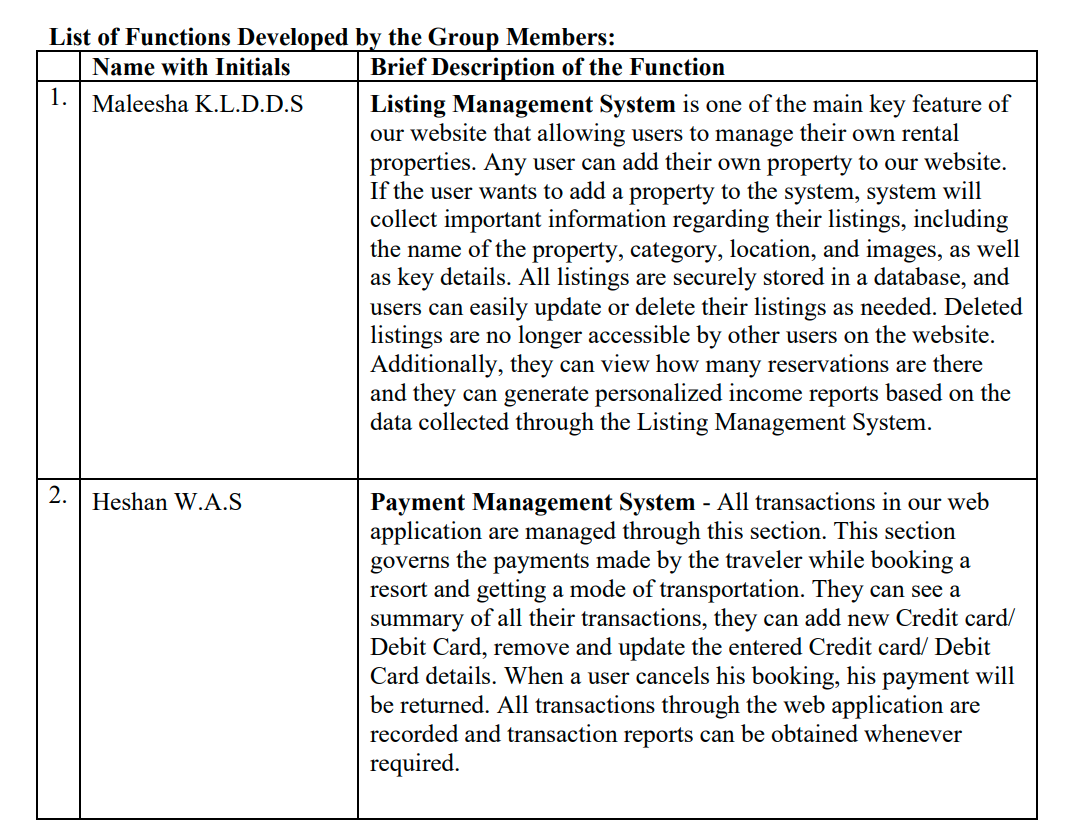 List of Functions Developed by the Group Members:
Name with Initials Brief Description of the Function
1. Maleesha K.L.D.D.S
Listing Management System is one of the main key feature of
our website that allowing users to manage their own rental
properties. Any user can add their own property to our website.
If the user wants to add a property to the system, system will
collect important information regarding their listings, including
the name of the property, category, location, and images, as well
as key details. All listings are securely stored in a database, and
users can easily update or delete their listings as needed. Deleted
listings are no longer accessible by other users on the website.
Additionally, they can view how many reservations are there
and they can generate personalized income reports based on the
data collected through the Listing Management System.
2. Heshan W.A.S
Payment Management System - All transactions in our web
application are managed through this section. This section
governs the payments made by the traveler while booking a
resort and getting a mode of transportation. They can see a
summary of all their transactions, they can add new Credit card/
Debit Card, remove and update the entered Credit card/ Debit
Card details. When a user cancels his booking, his payment will
be returned. All transactions through the web application are
recorded and transaction reports can be obtained whenever
required.